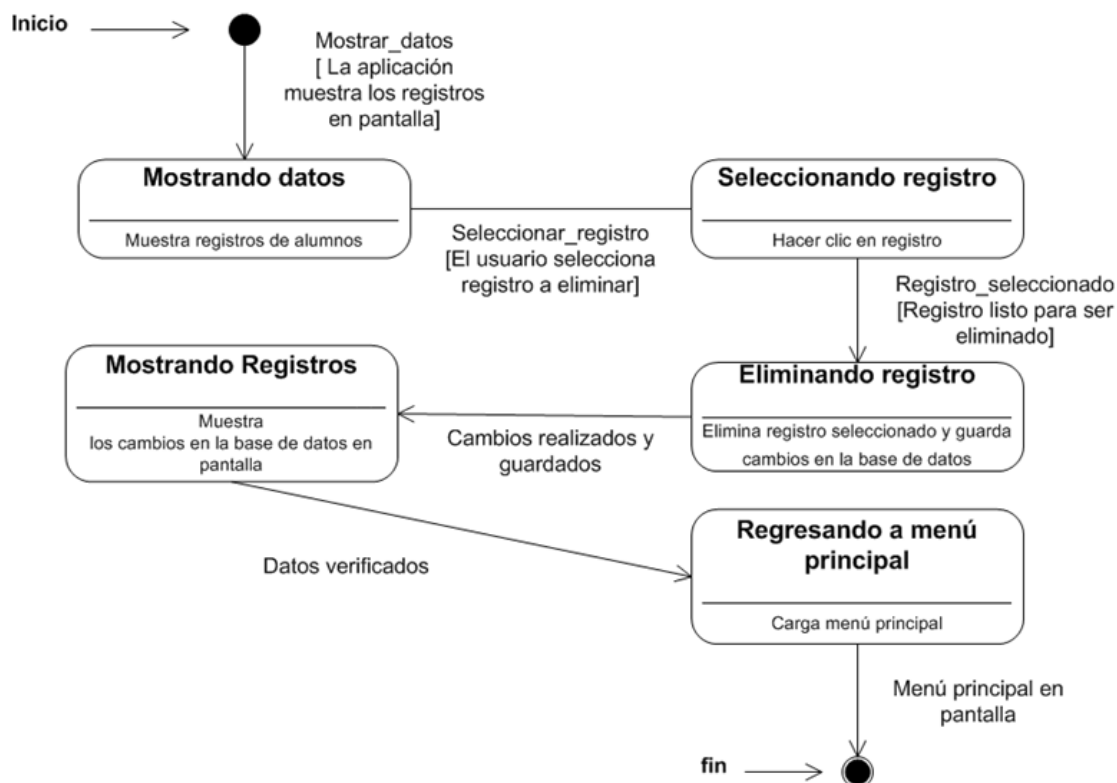 Inicio
Mostrar_datos
[ La aplicación
muestra los registros
en pantalla]
Mostrando datos
Muestra registros de alumnos
Seleccionar_registro
[El usuario selecciona
registro a eliminar]
Seleccionando registro
Hacer clic en registro
Registro_seleccionado
[Registro listo para ser
eliminado]
Eliminando registro
Elimina registro seleccionado y guarda
cambios en la base de datos
Cambios realizados y
guardados
Mostrando Registros
Muestra
los cambios en la base de datos en
pantalla
Datos verificados
Regresando a menú
principal
Carga menú principal
Menú principal en
pantalla
fin